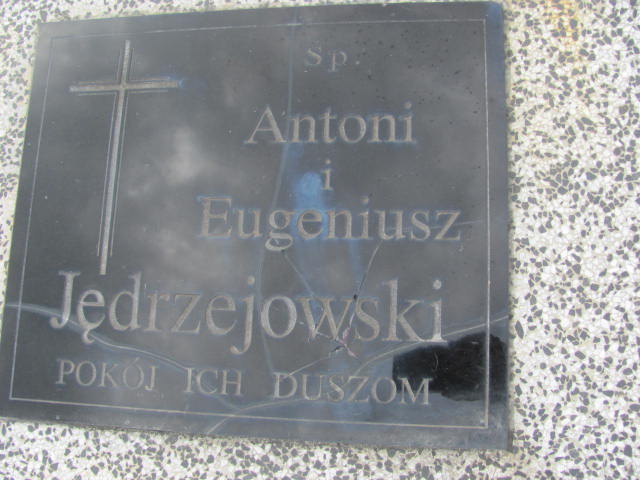 Sp.
Antoni
i
Eugeniusz
Jędrzejowski
POKÓJ ICH DUSZOM